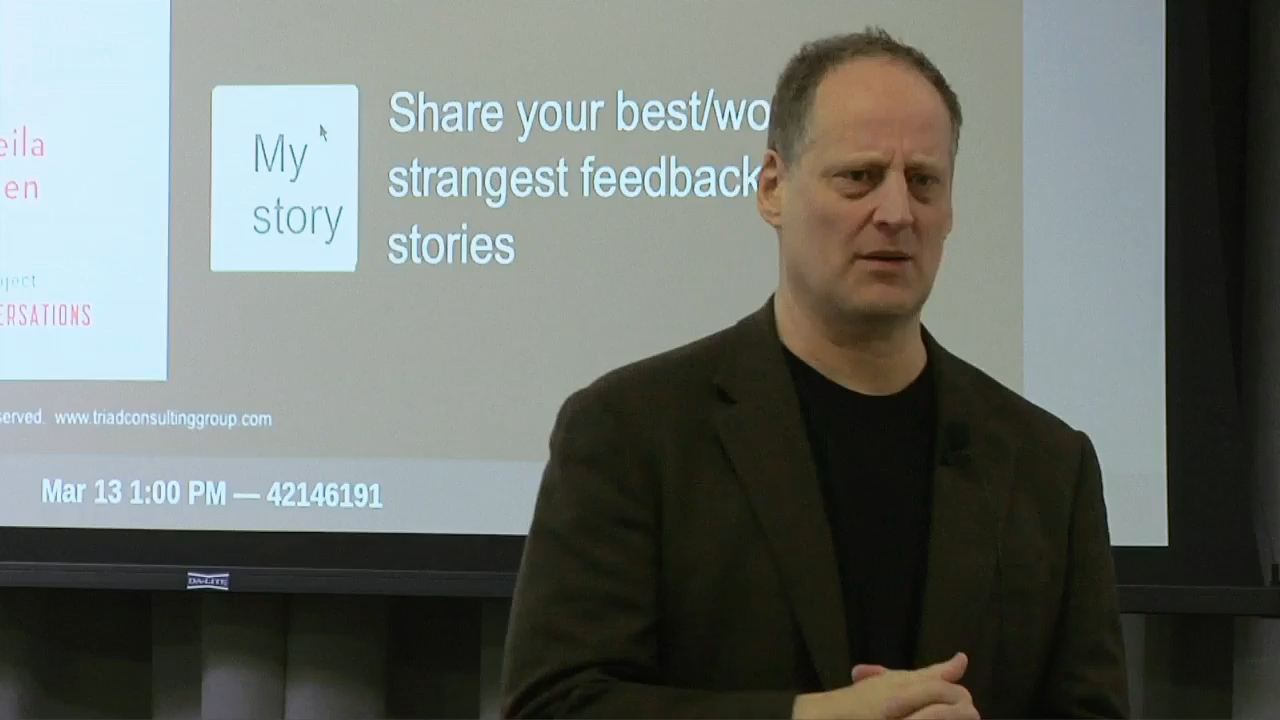 eila
en
oject
ERSATIONS
My
story
Share your best/wo
strangest feedback
stories
served. www.triadconsultinggroup.com
Mar 13 1:00 PM — 42146191
DA-LITE